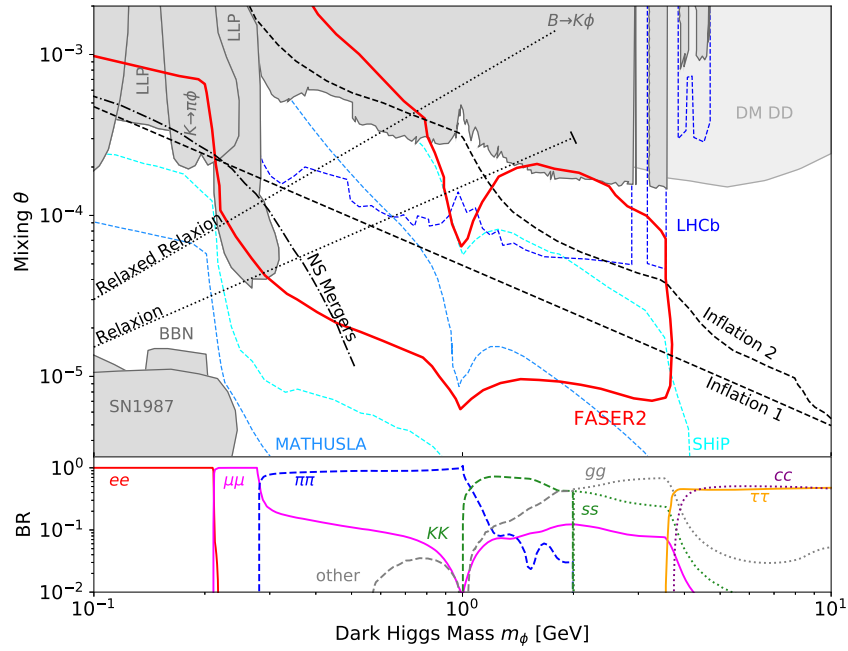 10⁻³
10⁻⁴
10⁻⁵
Mixing θ
LLP
LLP
K→πϕ
B→Kϕ
DM DD
LHCb
Relaxed Relaxion
Relaxion
NS Mergers
BBN
SN1987
MATHUSLA
FASER2
SHiP
Inflation 2
Inflation 1
10⁰
10⁻¹
10⁻²
BR
ee
μμ
ππ
KK
gg
ss
cc
ττ
other
10⁻¹
10⁰
10¹
Dark Higgs Mass mϕ [GeV]